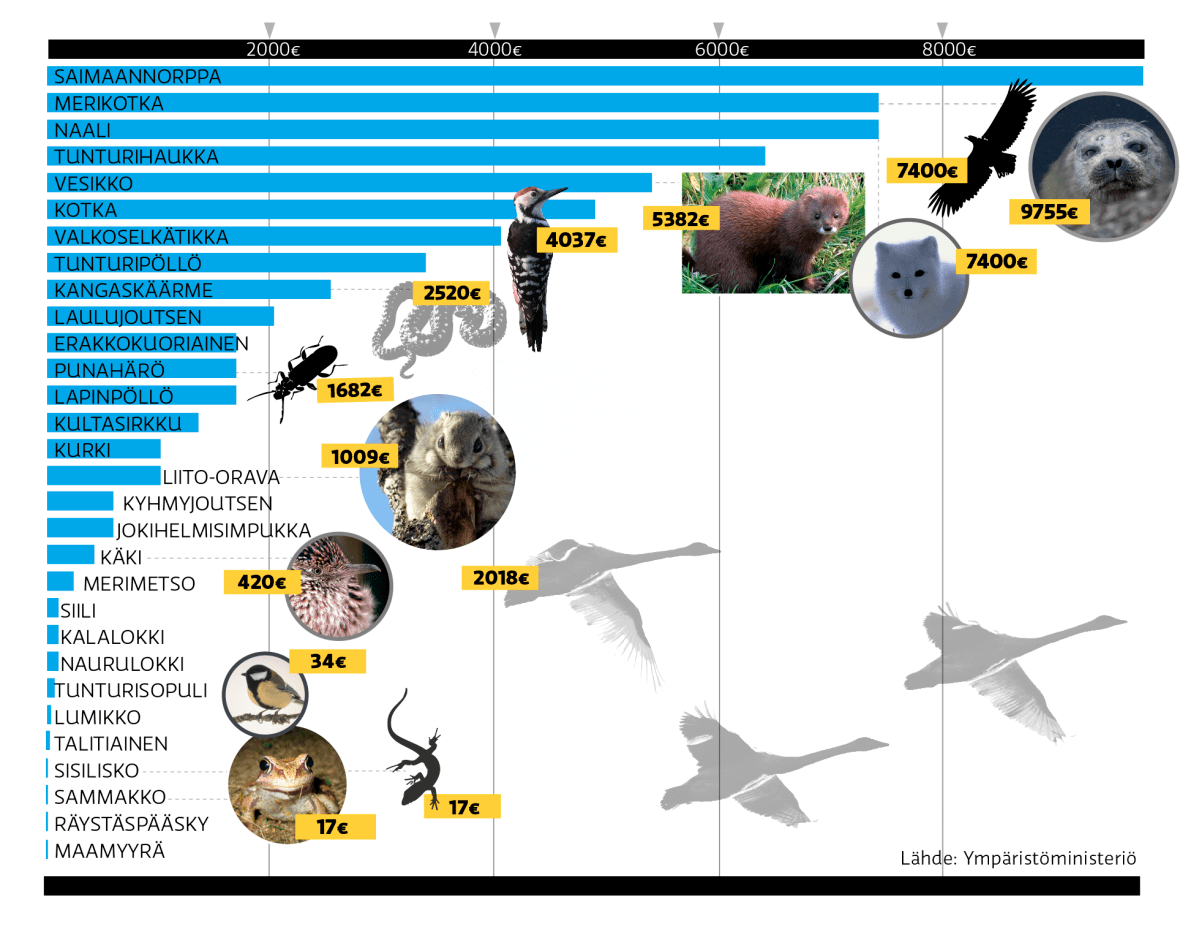 2000€ 4000€ 6000€ 8000€
SAIMAANNORPPA
MERIKOTKA
NAALI
TUNTURIHAUKKA
7400€
VESIKKO
KOTKA
9755€
5382€
VALKOSELKÄTIKKA
4037€
TUNTURIPÖLLÖ
7400€
KANGASKÄÄRME
2520€
LAULUJOUTSEN
ERAKKOKUORIAINEN
PUNAHÄRÖ
1682€
LAPINPÖLLÖ
KULTASIRKKU
KURKI
1009€
LIITO-ORAVA
KYHMYJOUTSEN
JOKIHELMISIMPUKKA
KÄKI
420€
2018€
MERIMETSO
SIILI
KALALOKKI
NAURULOKKI
34€
TUNTURISOPULI
LUMIKKO
TALITIAINEN
SISILISKO
SAMMAKKO
17€
RÄYSTÄSPÄÄSKY
17€
MAAMYYRÄ
Lähde: Ympäristöministeriö